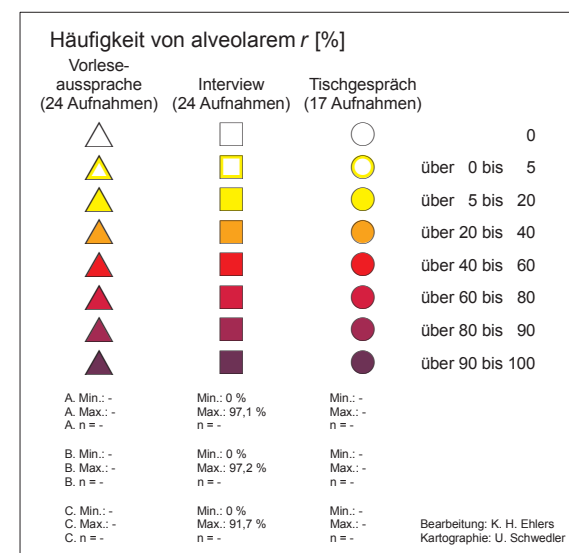 Häufigkeit von alveolarem r [%]
Vorlese-
aussprache Interview Tischgespräch
(24 Aufnahmen) (24 Aufnahmen) (17 Aufnahmen)
0
über 0 bis 5
über 5 bis 20
über 20 bis 40
über 40 bis 60
über 60 bis 80
über 80 bis 90
über 90 bis 100
A. Min.: - Min.: 0 % Min.: -
A. Max.: - Max.: 97,1 % Max.: -
A. n = - n = - n = -
B. Min.: - Min.: 0 % Min.: -
B. Max.: - Max.: 97,2 % Max.: -
B. n = - n = - n = -
C. Min.: - Min.: 0 % Min.: -
C. Max.: - Max.: 91,7 % Max.: - Bearbeitung: K. H. Ehlers
C. n = - n = - n = - Kartographie: U. Schwedler